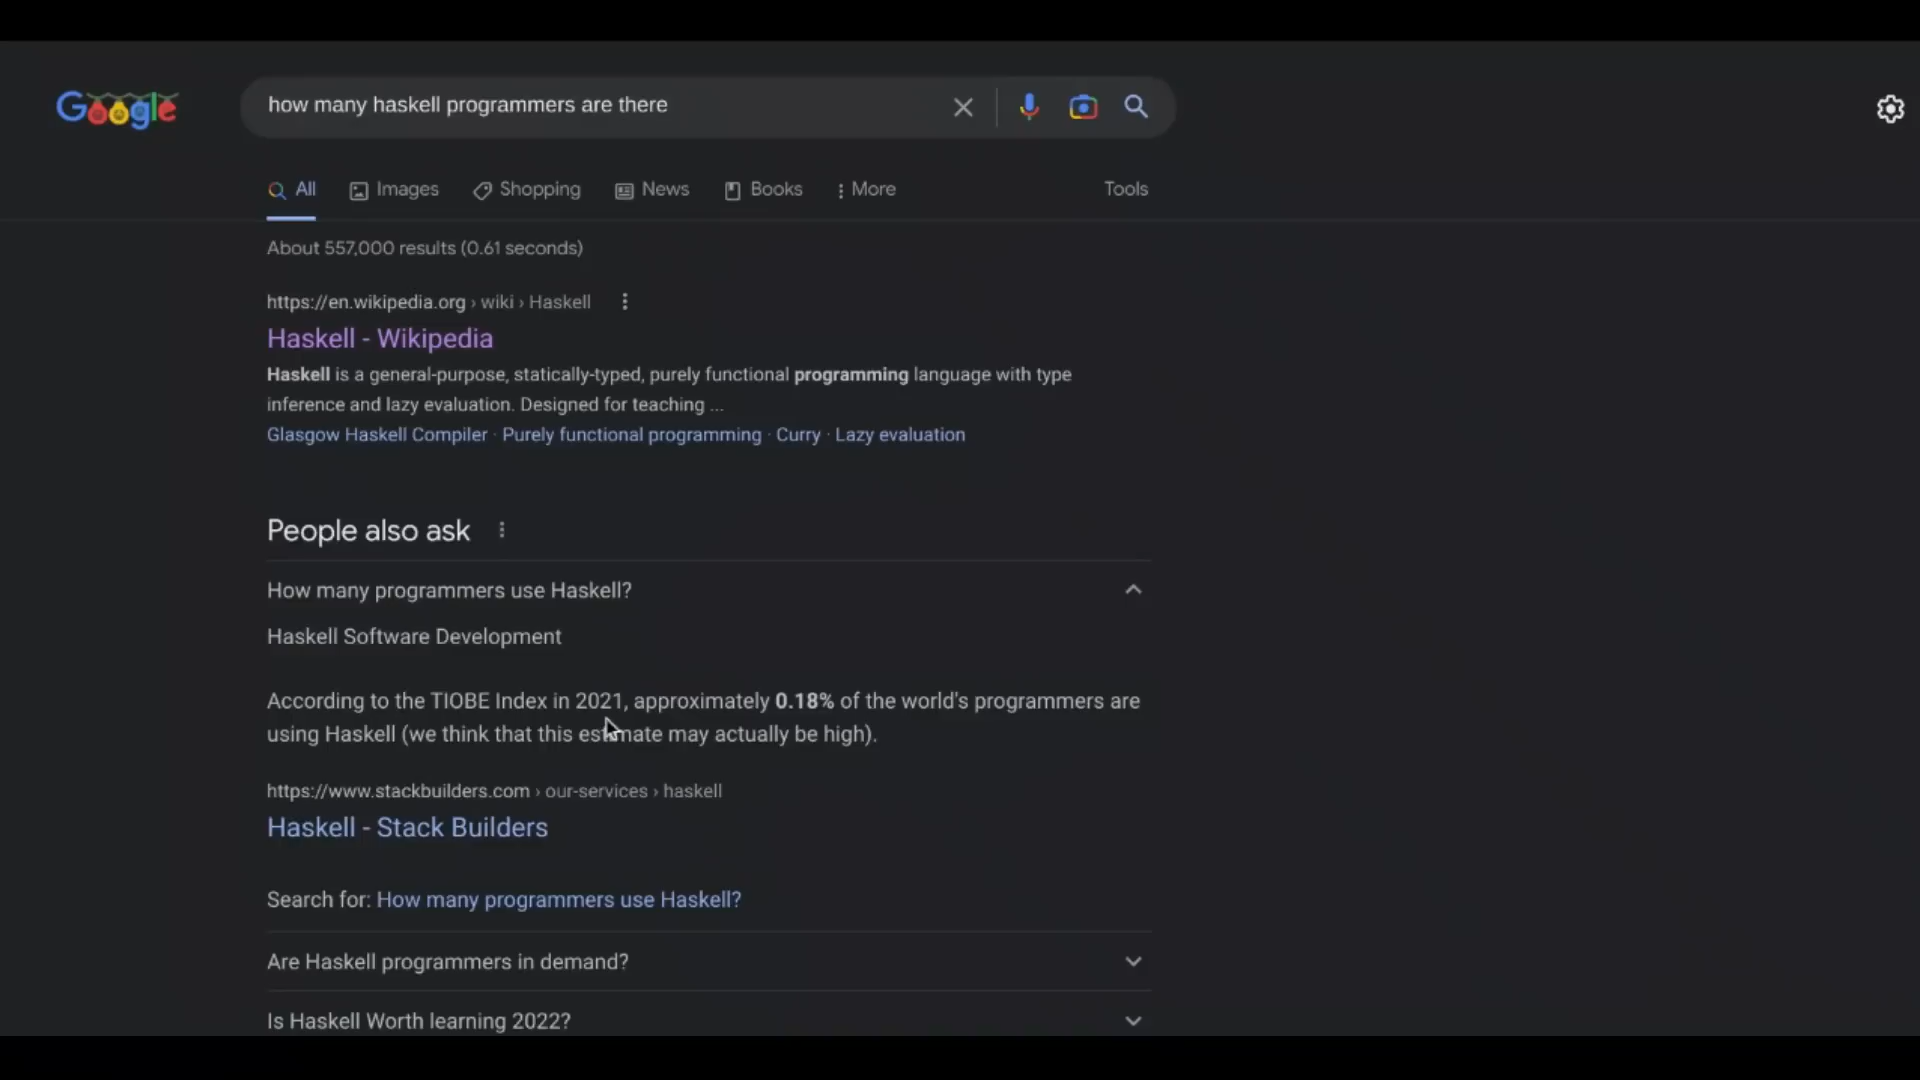 Google
how many haskell programmers are there
All Images Shopping News Books More Tools
About 557,000 results (0.61 seconds)
https://en.wikipedia.org › wiki › Haskell
Haskell - Wikipedia
Haskell is a general-purpose, statically-typed, purely functional programming language with type
inference and lazy evaluation. Designed for teaching ...
Glasgow Haskell Compiler · Purely functional programming · Curry · Lazy evaluation
People also ask
How many programmers use Haskell?
Haskell Software Development
According to the TIOBE Index in 2021, approximately 0.18% of the world's programmers are
using Haskell (we think that this estimate may actually be high).
https://www.stackbuilders.com › our-services › haskell
Haskell - Stack Builders
Search for: How many programmers use Haskell?
Are Haskell programmers in demand?
Is Haskell Worth learning 2022?